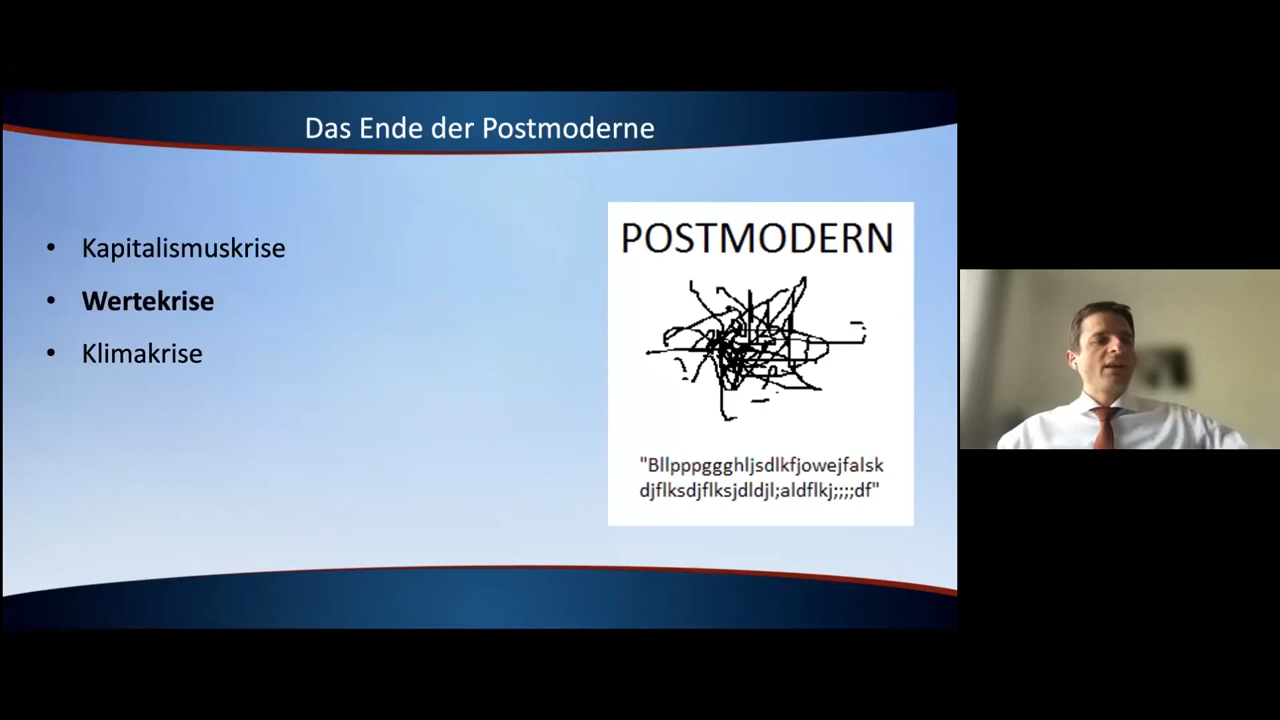 Das Ende der Postmoderne
• Kapitalismuskrise
• Wertekrise
• Klimakrise
POSTMODERN
"Bllpppggghljsdlkfjowejfalsk
djflksdjflksjdldjl;aldflkj;;;;df"